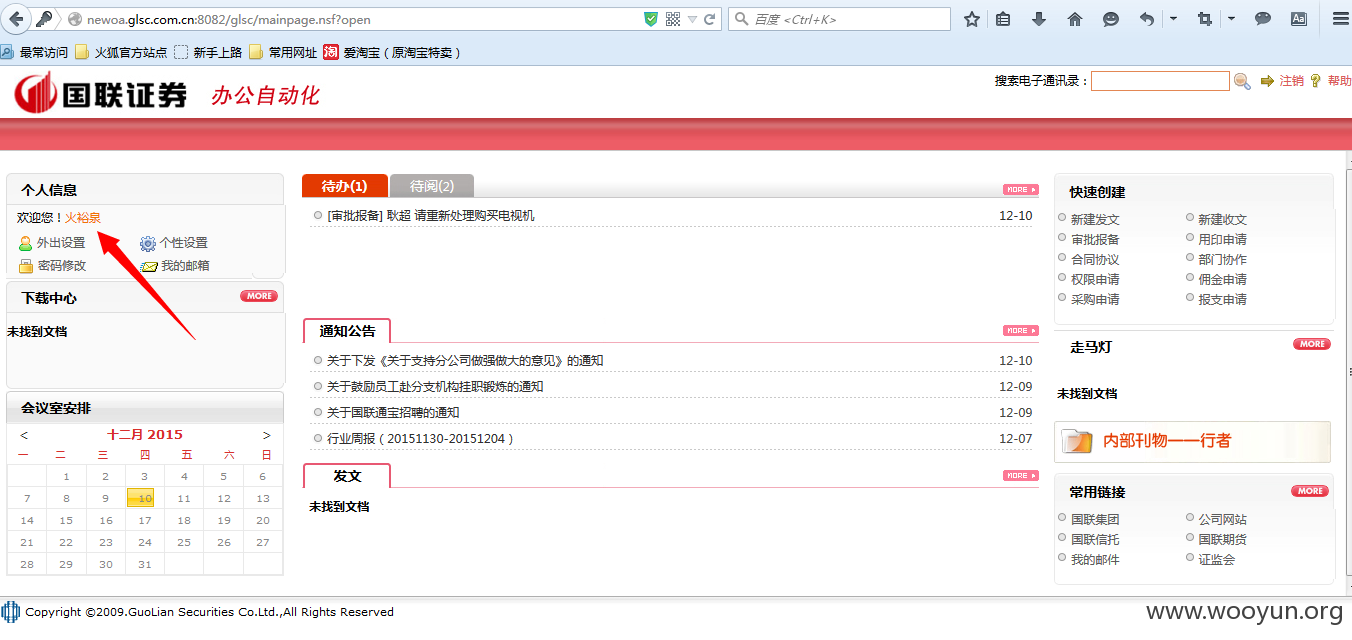 newoa.glsc.com.cn:8082/glsc/mainpage.nsf?open
百度 <Ctrl+K>
最常访问 火狐官方站点 新手上路 常用网址 淘 爱淘宝（原淘宝特卖）
国联证券 办公自动化
搜索电子通讯录： 注销 帮助
个人信息
欢迎您！火裕泉
外出设置 个性设置
密码修改 我的邮箱
下载中心 MORE
未找到文档
会议室安排
< 十二月 2015 >
一 二 三 四 五 六 日
1 2 3 4 5 6
7 8 9 10 11 12 13
14 15 16 17 18 19 20
21 22 23 24 25 26 27
28 29 30 31
待办(1) 待阅(2) MORE
[审批报备] 耿超 请重新处理购买电视机 12-10
通知公告 MORE
关于下发《关于支持分公司做强做大的意见》的通知 12-10
关于鼓励员工赴分支机构挂职锻炼的通知 12-09
关于国联通宝招聘的通知 12-09
行业周报（20151130-20151204） 12-07
发文 MORE
未找到文档
快速创建
新建发文 新建收文
审批报备 用印申请
合同协议 部门协作
权限申请 佣金申请
采购申请 报支申请
走马灯 MORE
未找到文档
内部刊物——行者
常用链接 MORE
国联集团 公司网站
国联信托 国联期货
我的邮件 证监会
Copyright ©2009.GuoLian Securities Co.Ltd.,All Rights Reserved
www.wooyun.org